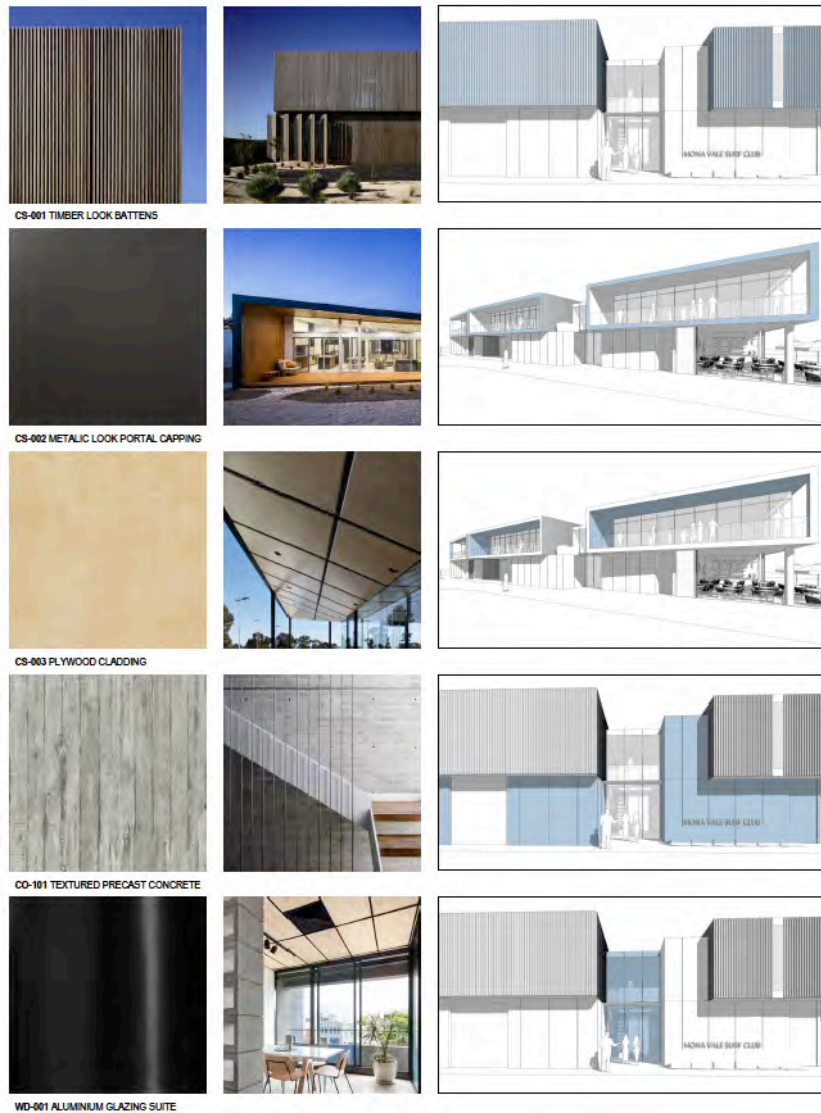 MONA VALE SURF CLUB
CS-001 TIMBER LOOK BATTENS
CS-002 METALIC LOOK PORTAL CAPPING
CS-003 PLYWOOD CLADDING
MONA VALE SURF CLUB
CO-101 TEXTURED PRECAST CONCRETE
MONA VALE SURF CLUB
WD-001 ALUMINIUM GLAZING SUITE